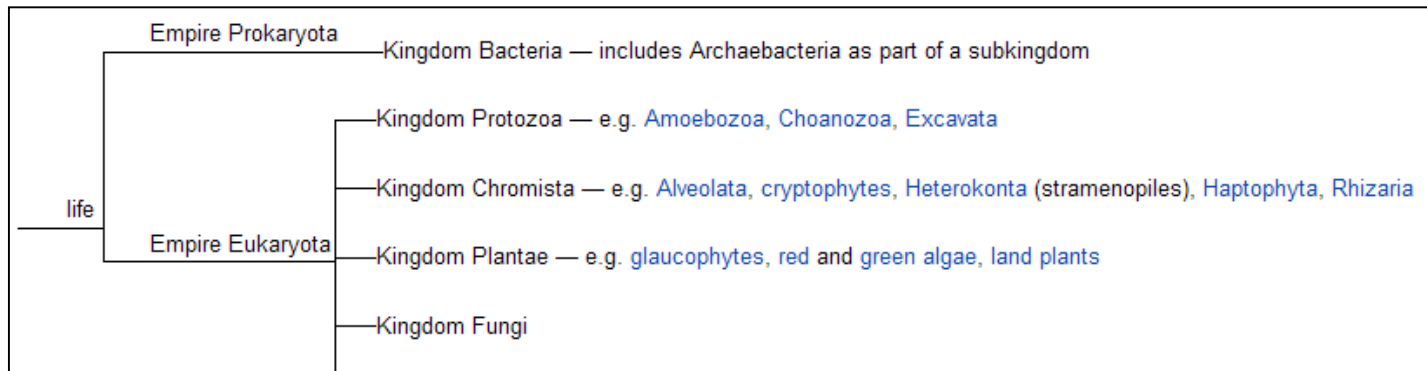 Empire Prokaryota
Kingdom Bacteria — includes Archaebacteria as part of a subkingdom
Kingdom Protozoa — e.g. Amoebozoa, Choanozoa, Excavata
Kingdom Chromista — e.g. Alveolata, cryptophytes, Heterokonta (stramenopiles), Haptophyta, Rhizaria
life
Empire Eukaryota
Kingdom Plantae — e.g. glaucophytes, red and green algae, land plants
Kingdom Fungi